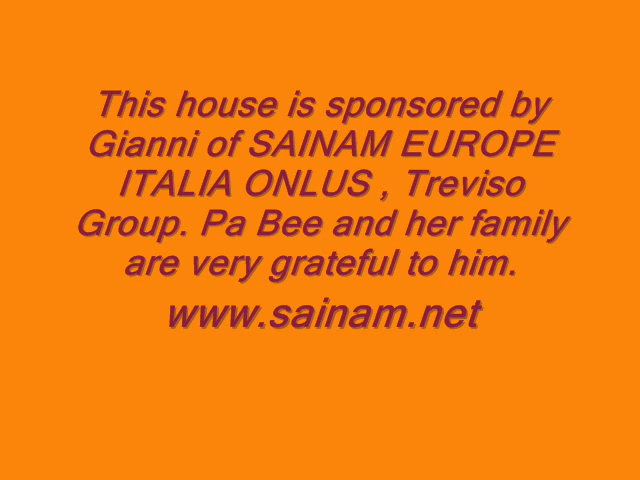 This house is sponsored by
Gianni of SAINAM EUROPE
ITALIA ONLUS , Treviso
Group. Pa Bee and her family
are very grateful to him.
www.sainam.net